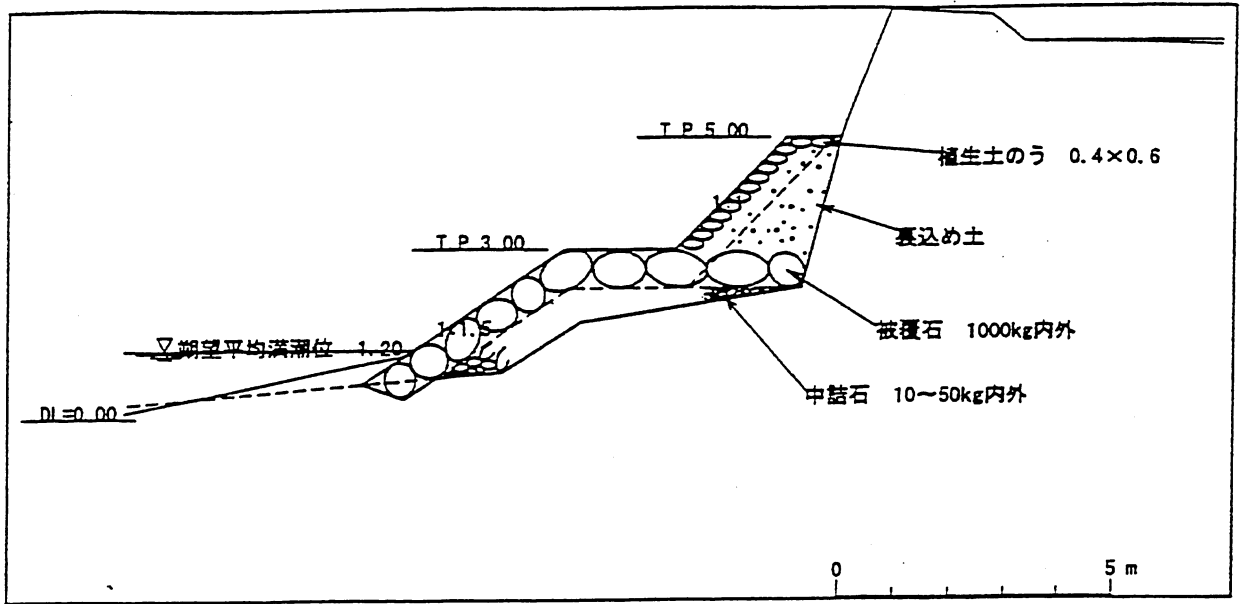 T.P.5.00
植生土のう 0.4×0.6
1:1
裏込め土
T.P.3.00
被覆石 1000kg内外
1:1.5
▽朔望平均満潮位 1.20
中詰石 10〜50kg内外
DL=0.00
0 5 m